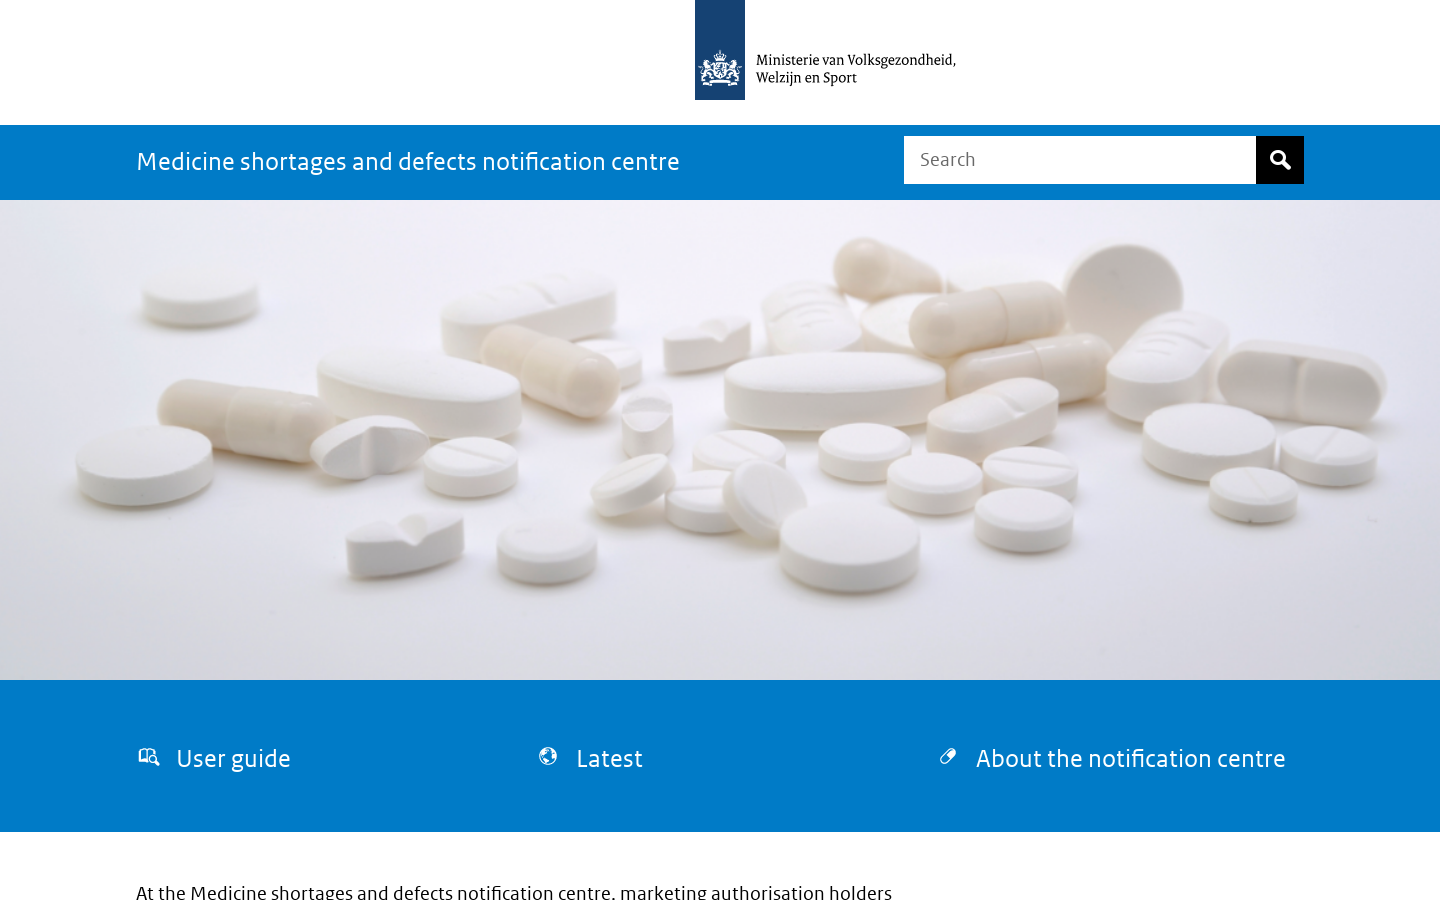 Ministerie van Volksgezondheid,
Welzijn en Sport
Medicine shortages and defects notification centre
Search
User guide
Latest
About the notification centre
At the Medicine shortages and defects notification centre, marketing authorisation holders